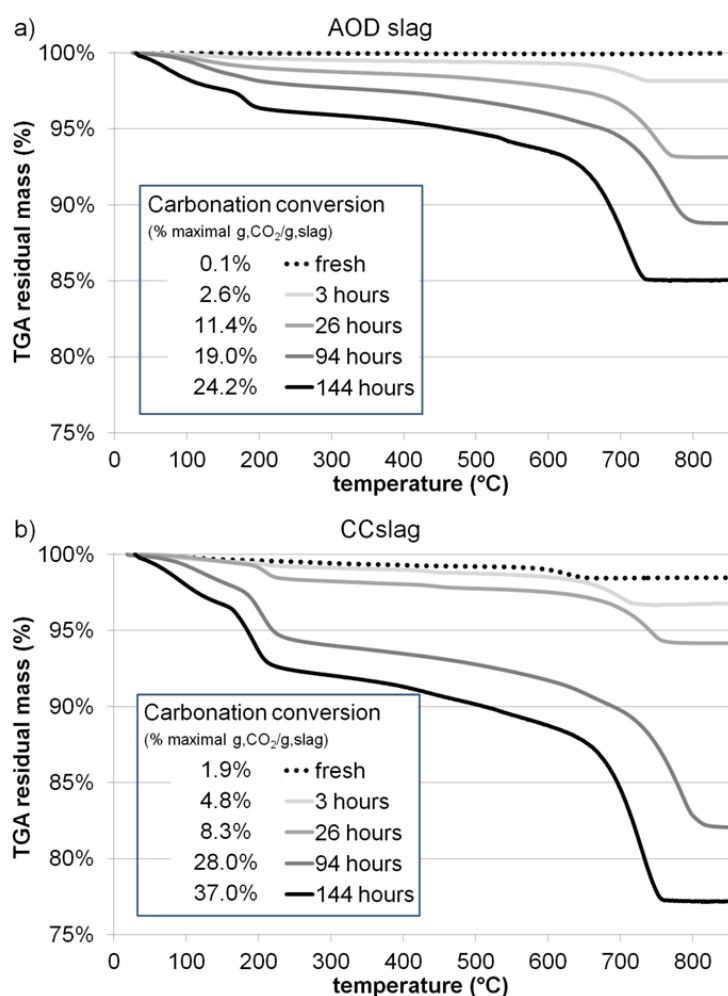 a)
AOD slag
100%
95%
90%
85%
80%
75%
TGA residual mass (%)
Carbonation conversion
(% maximal g,CO₂/g,slag)
0.1% fresh
2.6% 3 hours
11.4% 26 hours
19.0% 94 hours
24.2% 144 hours
0 100 200 300 400 500 600 700 800
temperature (°C)
b)
CCslag
100%
95%
90%
85%
80%
75%
TGA residual mass (%)
Carbonation conversion
(% maximal g,CO₂/g,slag)
1.9% fresh
4.8% 3 hours
8.3% 26 hours
28.0% 94 hours
37.0% 144 hours
0 100 200 300 400 500 600 700 800
temperature (°C)